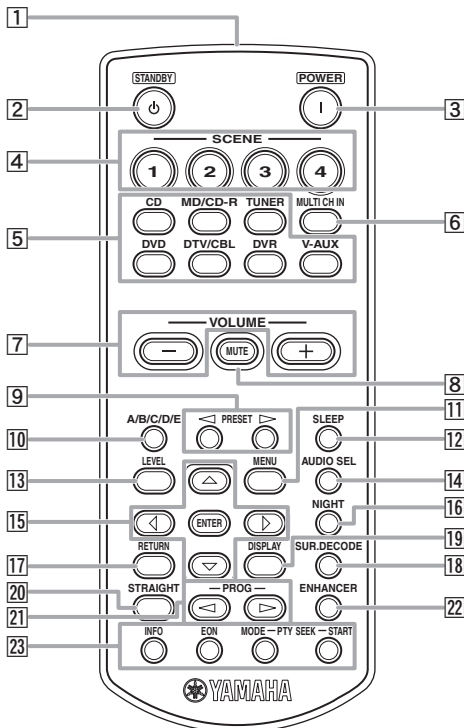 1
STANDBY POWER
2 3
SCENE
4 1 2 3 4
CD MD/CD-R TUNER MULTI CH IN
5 6
DVD DTV/CBL DVR V-AUX
VOLUME
7 MUTE
8
9 11
A/B/C/D/E PRESET SLEEP
10 12
LEVEL MENU AUDIO SEL
13 14
NIGHT
15 ENTER 16
RETURN DISPLAY SUR.DECODE 19
17 18
20 STRAIGHT PROG ENHANCER
21 22
INFO EON MODE PTY SEEK START
23
YAMAHA